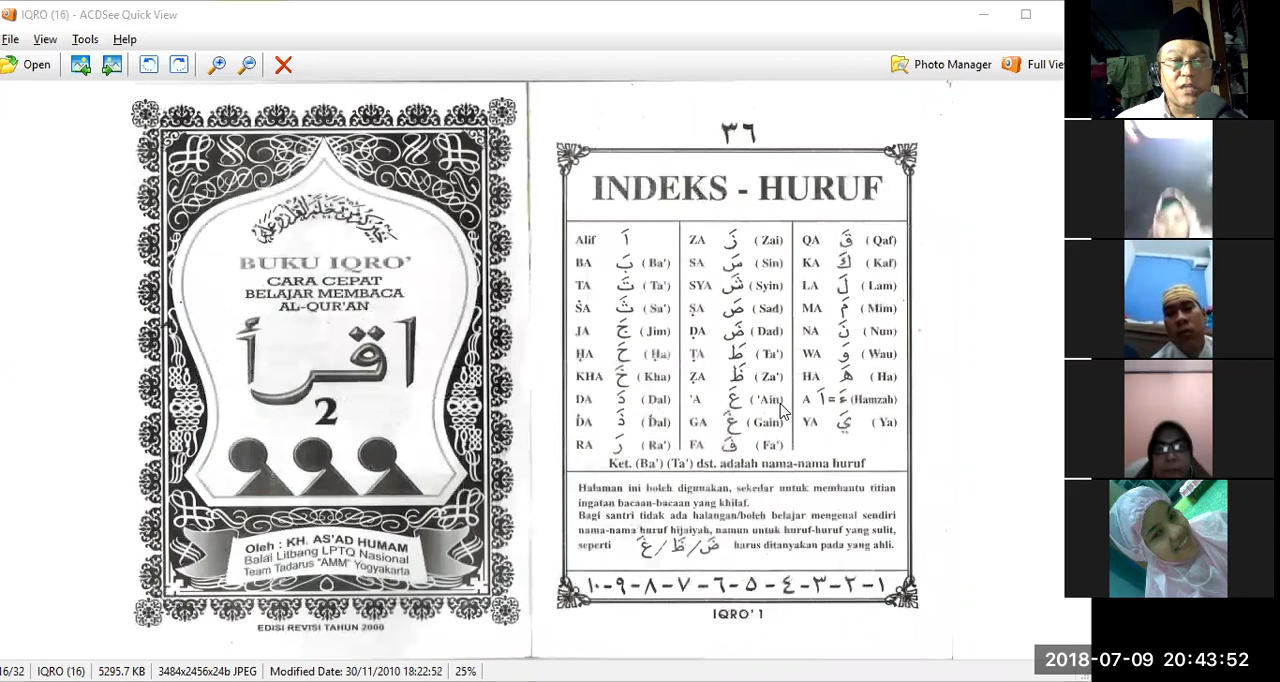 IQRO (16) - ACDSee Quick View
File View Tools Help
Open
Photo Manager
Full Vie
BUKU IQRO'
CARA CEPAT
BELAJAR MEMBACA
AL-QUR'AN
اقرأ
2
Oleh : KH. AS'AD HUMAM
Balai Litbang LPTQ Nasional
Team Tadarus "AMM" Yogyakarta
EDISI REVISI TAHUN 2000
٣٦
INDEKS - HURUF
Alif أَ ZA زَ (Zai) QA قَ (Qaf)
BA بَ (Ba') SA سَ (Sin) KA كَ (Kaf)
TA تَ (Ta') SYA شَ (Syin) LA لَ (Lam)
ṠA ثَ (Sa') ṢA صَ (Sad) MA مَ (Mim)
JA جَ (Jim) ḌA ضَ (Dad) NA نَ (Nun)
ḤA حَ (Ḥa) ṬA طَ (Ta') WA وَ (Wau)
KHA خَ (Kha) ẒA ظَ (Za') HA هَ (Ha)
DA دَ (Dal) 'A عَ ('Ain) A أَ = ءَ (Hamzah)
ḊA ذَ (Ḋal) GA غَ (Gain) YA يَ (Ya)
RA رَ (Ra') FA فَ (Fa')
Ket. (Ba') (Ta') dst. adalah nama-nama huruf
Halaman ini boleh digunakan, sekedar untuk membantu titian
ingatan bacaan-bacaan yang khilaf.
Bagi santri tidak ada halangan/boleh belajar mengenal sendiri
nama-nama huruf hijaiyah, namun untuk huruf-huruf yang sulit,
seperti ضَ / ظَ / غَ harus ditanyakan pada yang ahli.
١-٢-٣-٤-٥-٦-٧-٨-٩-١٠
IQRO' 1
16/32 IQRO (16) 5295.7 KB 3484x2456x24b JPEG Modified Date: 30/11/2010 18:22:52 25%
2018-07-09 20:43:52